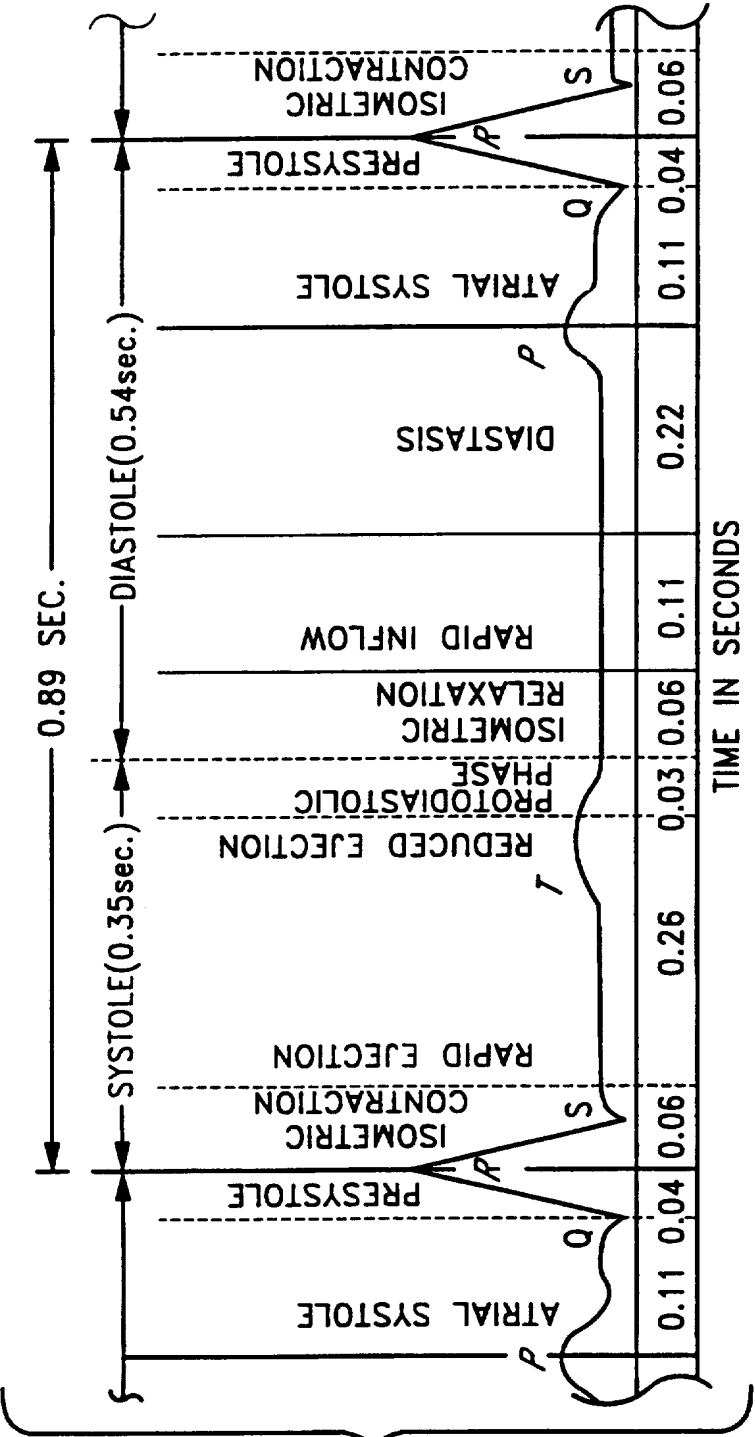 0.89 SEC.
SYSTOLE(0.35sec.)
DIASTOLE(0.54sec.)
ATRIAL SYSTOLE
PRESYSTOLE
ISOMETRIC
CONTRACTION
RAPID EJECTION
REDUCED EJECTION
PROTODIASTOLIC
PHASE
ISOMETRIC
RELAXATION
RAPID INFLOW
DIASTASIS
ATRIAL SYSTOLE
PRESYSTOLE
ISOMETRIC
CONTRACTION
P Q R S T P Q R S
0.11 0.04 0.06 0.26 0.03 0.06 0.11 0.22 0.11 0.04 0.06
TIME IN SECONDS